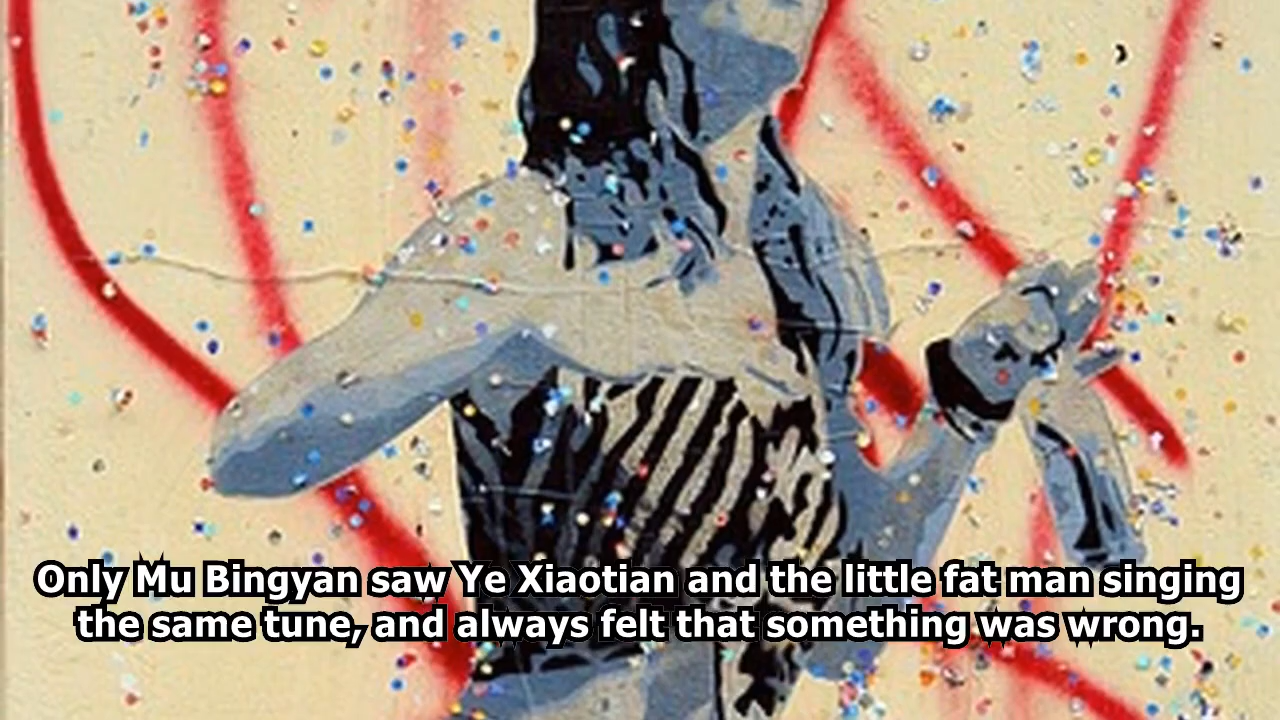 Only Mu Bingyan saw Ye Xiaotian and the little fat man singing
the same tune, and always felt that something was wrong.